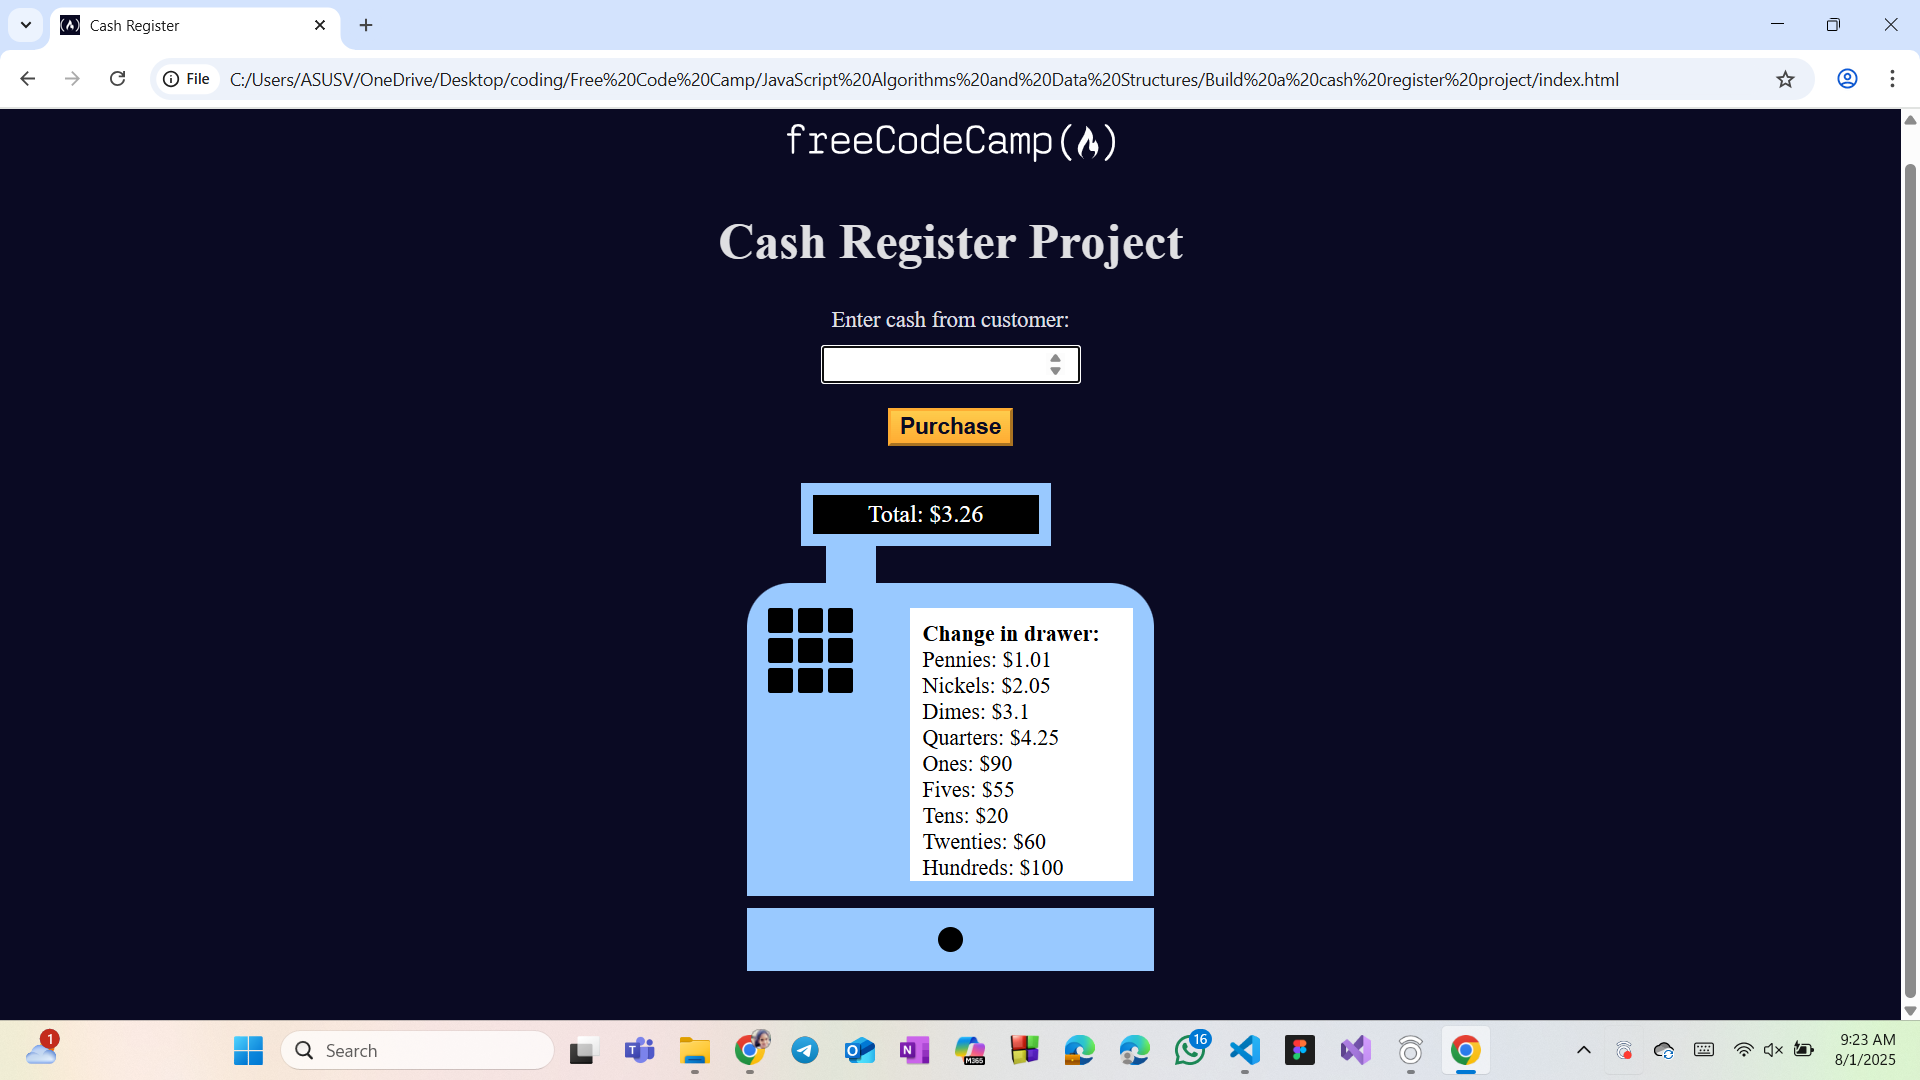 Cash Register
File
C:/Users/ASUSV/OneDrive/Desktop/coding/Free%20Code%20Camp/JavaScript%20Algorithms%20and%20Data%20Structures/Build%20a%20cash%20register%20project/index.html
freeCodeCamp
Cash Register Project
Enter cash from customer:
Purchase
Total: $3.26
Change in drawer:
Pennies: $1.01
Nickels: $2.05
Dimes: $3.1
Quarters: $4.25
Ones: $90
Fives: $55
Tens: $20
Twenties: $60
Hundreds: $100
1
Search
M365
16
9:23 AM
8/1/2025